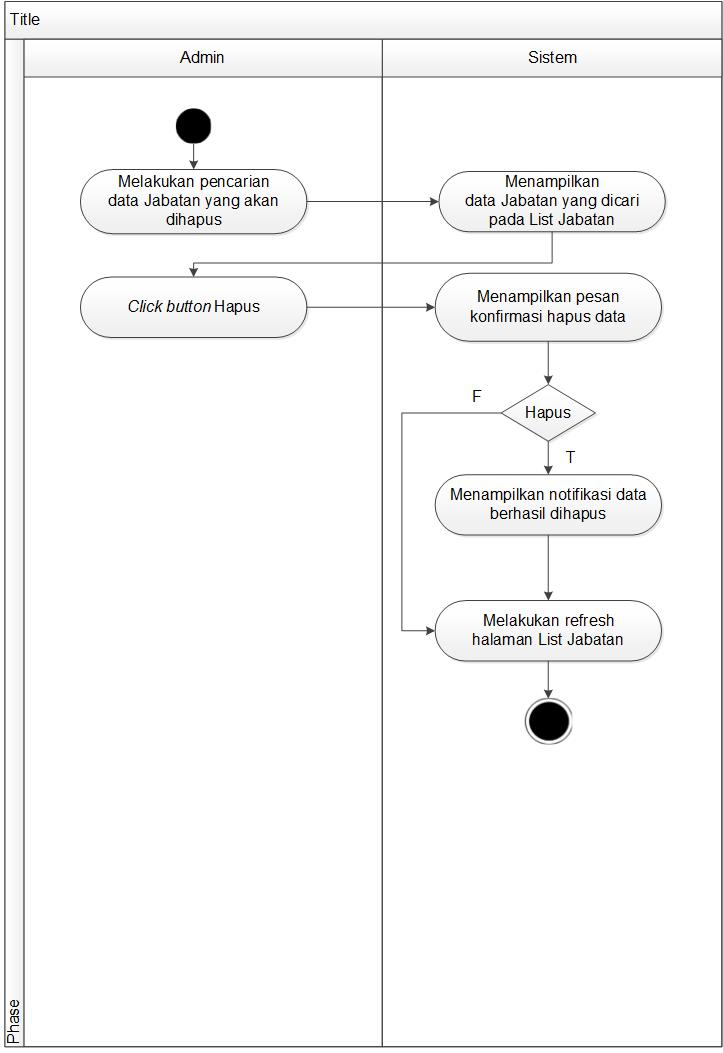 Title
Admin
Sistem
Melakukan pencarian
data Jabatan yang akan
dihapus
Menampilkan
data Jabatan yang dicari
pada List Jabatan
Click button Hapus
Menampilkan pesan
konfirmasi hapus data
F
Hapus
T
Menampilkan notifikasi data
berhasil dihapus
Melakukan refresh
halaman List Jabatan
Phase